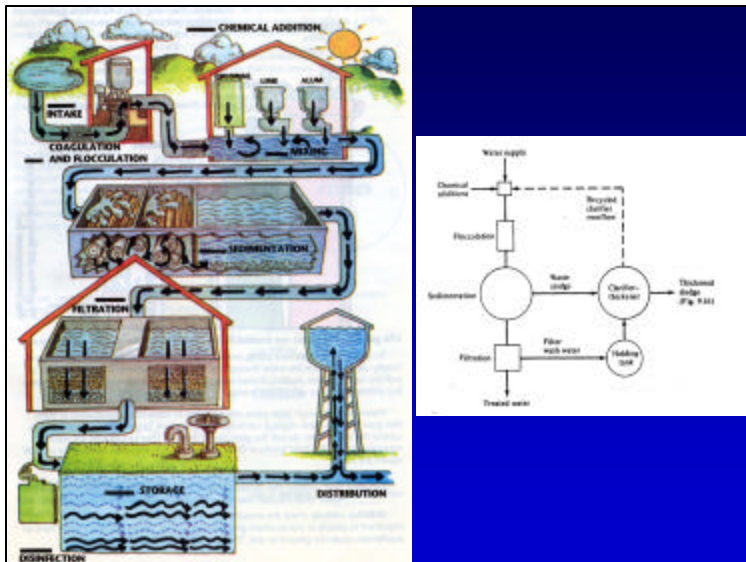 CHEMICAL ADDITION
LIME
ALUM
INTAKE
COAGULATION
AND FLOCCULATION
MIXING
SEDIMENTATION
FILTRATION
STORAGE
DISTRIBUTION
DISINFECTION
Water supply
Chemical
additions
Recycled
clarifier
overflow
Flocculation
Sedimentation
Waste
sludge
Clarifier-
thickener
Thickened
sludge
Filtration
Filter
wash water
Holding
tank
Treated water